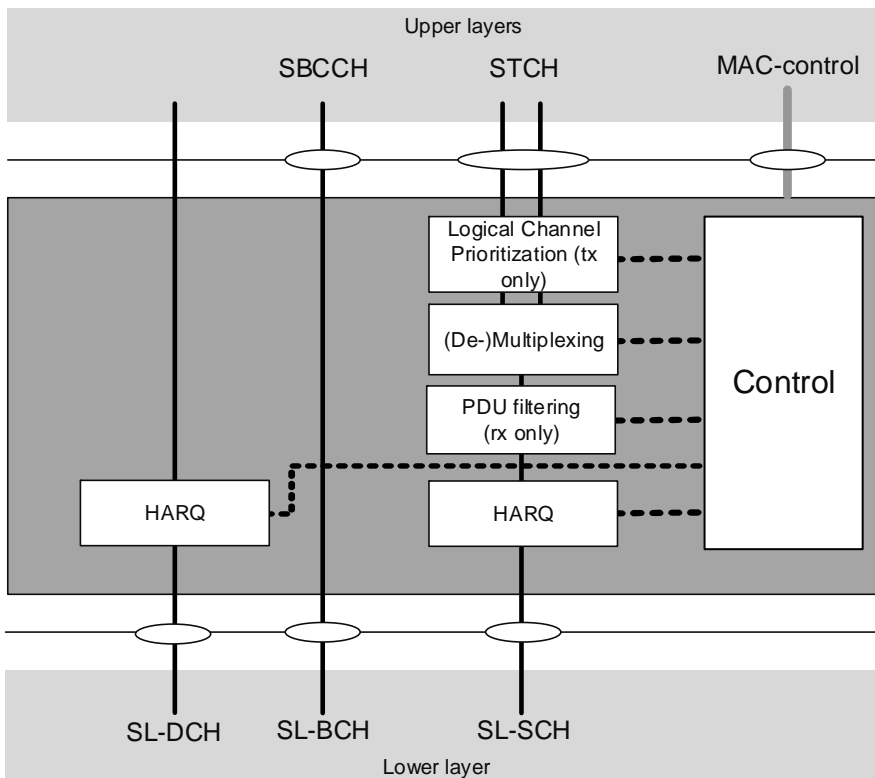 Upper layers
SBCCH
STCH
MAC-control
Logical Channel
Prioritization (tx
only)
(De-)Multiplexing
Control
PDU filtering
(rx only)
HARQ
HARQ
SL-DCH
SL-BCH
SL-SCH
Lower layer